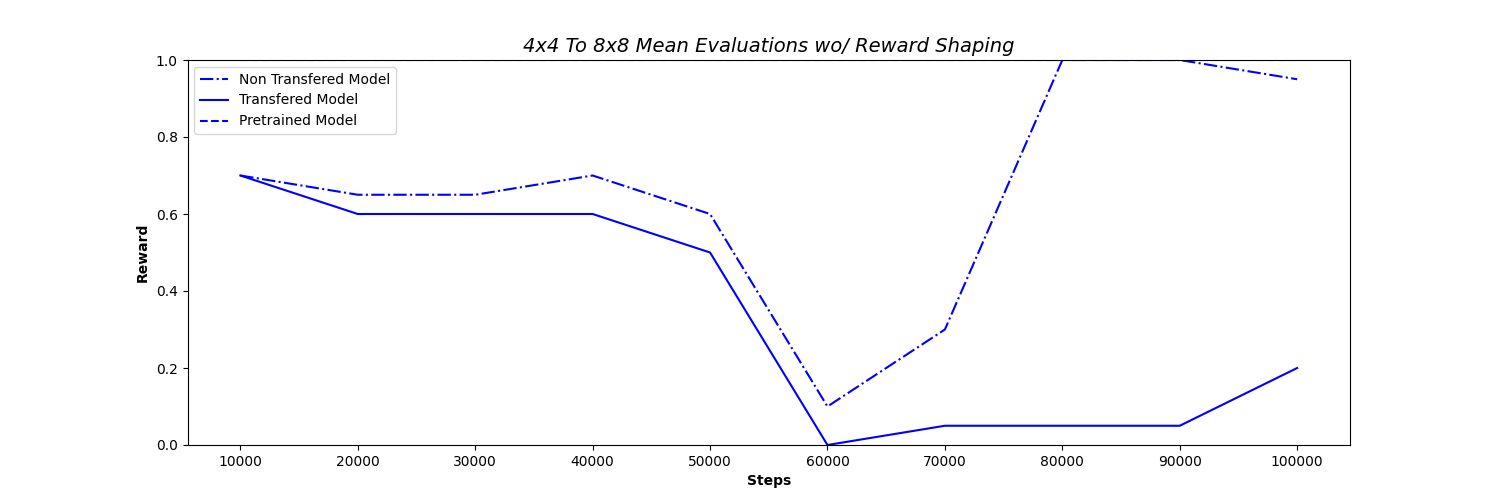 4x4 To 8x8 Mean Evaluations wo/ Reward Shaping
1.0
0.8
0.6
0.4
0.2
0.0
Reward
Non Transfered Model
Transfered Model
Pretrained Model
10000 20000 30000 40000 50000 60000 70000 80000 90000 100000
Steps